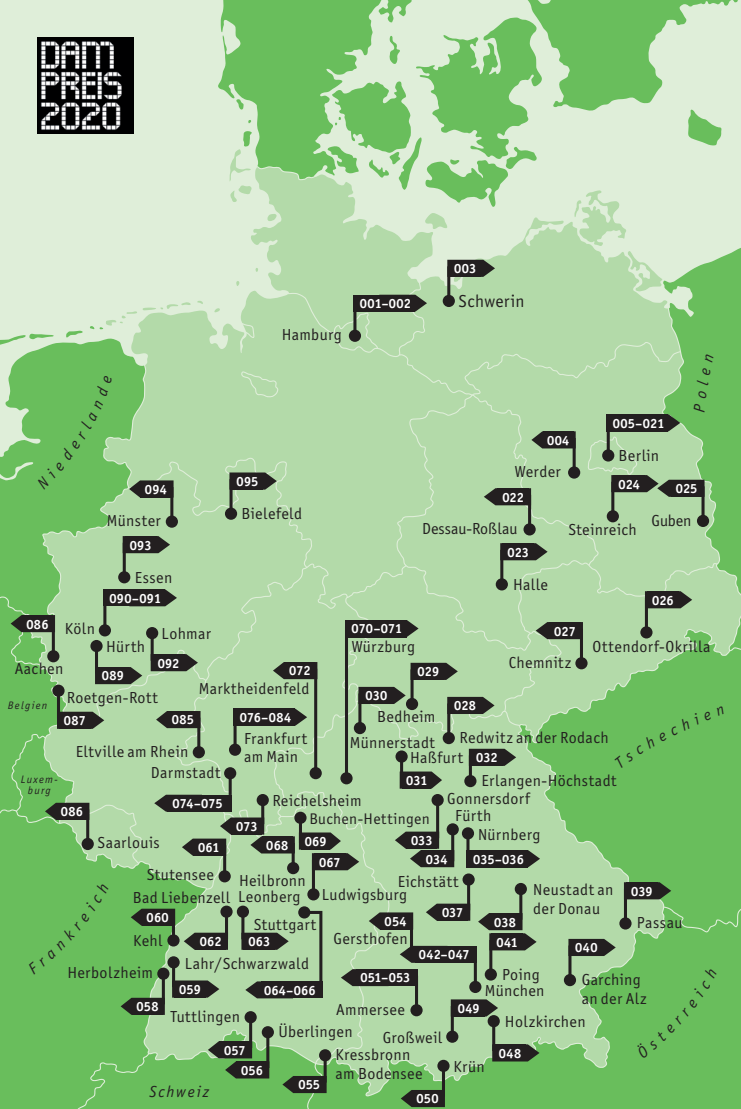 DAM
PREIS
2020
003
Schwerin
001–002
Hamburg
Polen
Niederlande
005–021
Berlin
004
Werder
095
Bielefeld
094
Münster
024
Steinreich
025
Guben
022
Dessau-Roßlau
093
Essen
023
Halle
090–091
Köln
026
Ottendorf-Okrilla
086
Aachen
Hürth
089
Lohmar
092
070–071
Würzburg
027
Chemnitz
072
Marktheidenfeld
029
Bedheim
030
Münnerstadt
028
Redwitz an der Rodach
Belgien
Roetgen-Rott
087
085
Eltville am Rhein
076–084
Frankfurt
am Main
Tschechien
Haßfurt
031
032
Erlangen-Höchstadt
Luxem-
burg
Darmstadt
074–075
Reichelsheim
073
Gonnersdorf
033
086
Saarlouis
Buchen-Hettingen
069
Fürth
034
Nürnberg
035–036
061
Stutensee
068
Heilbronn
067
Ludwigsburg
Eichstätt
037
Neustadt an
der Donau
038
039
Passau
Frankreich
Bad Liebenzell
062
Leonberg
063
Stuttgart
064–066
060
Kehl
054
Gersthofen
042–047
München
041
Poing
040
Garching
an der Alz
Lahr/Schwarzwald
059
Herbolzheim
058
051–053
Ammersee
Österreich
Tuttlingen
057
Überlingen
056
049
Großweil
Holzkirchen
048
Kressbronn
am Bodensee
055
Krün
050
Schweiz